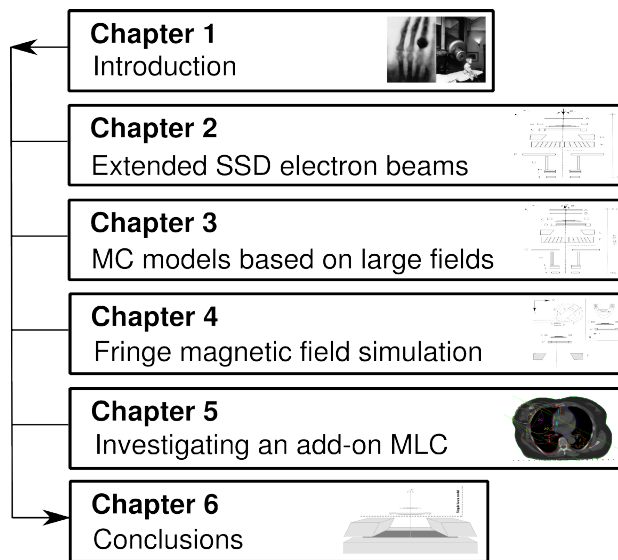 Chapter 1
Introduction
Chapter 2
Extended SSD electron beams
Chapter 3
MC models based on large fields
Chapter 4
Fringe magnetic field simulation
Chapter 5
Investigating an add-on MLC
Chapter 6
Conclusions